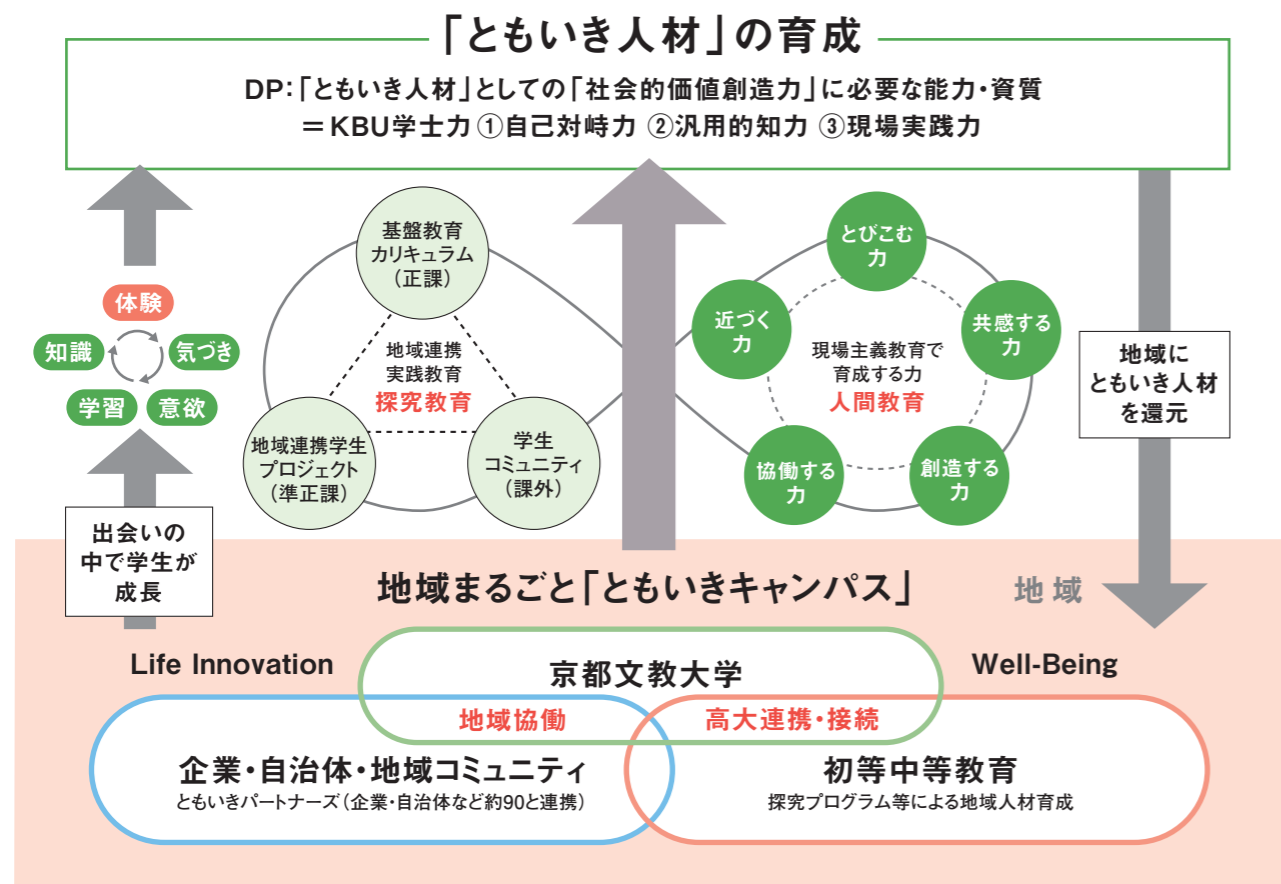 「ともいき人材」の育成
DP:「ともいき人材」としての「社会的価値創造力」に必要な能力・資質
＝KBU学士力 ①自己対峙力 ②汎用的知力 ③現場実践力
体験
知識
気づき
学習
意欲
出会いの
中で学生が
成長
基盤教育
カリキュラム
(正課)
地域連携
実践教育
探究教育
地域連携学生
プロジェクト
(準正課)
学生
コミュニティ
(課外)
とびこむ
力
近づく
力
共感する
力
現場主義教育で
育成する力
人間教育
協働する
力
創造する
力
地域に
ともいき人材
を還元
地域まるごと「ともいきキャンパス」
地域
Life Innovation
京都文教大学
Well-Being
地域協働
高大連携・接続
企業・自治体・地域コミュニティ
ともいきパートナーズ(企業・自治体など約90と連携)
初等中等教育
探究プログラム等による地域人材育成